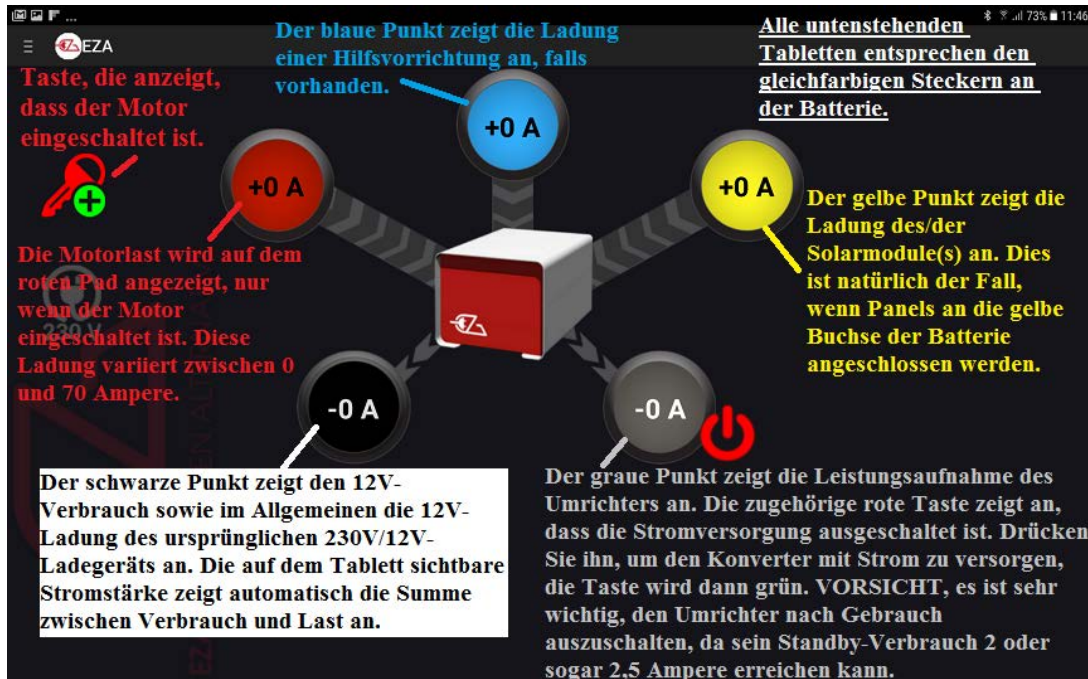 73% 11:46
EZA
Der blaue Punkt zeigt die Ladung
einer Hilfsvorrichtung an, falls
vorhanden.
Alle untenstehenden
Tabletten entsprechen den
gleichfarbigen Steckern an
der Batterie.
Taste, die anzeigt,
dass der Motor
eingeschaltet ist.
+0 A
+0 A
+0 A
Der gelbe Punkt zeigt die
Ladung des/der
Solarmodule(s) an. Dies
ist natürlich der Fall,
wenn Panels an die gelbe
Buchse der Batterie
angeschlossen werden.
Die Motorlast wird auf dem
roten Pad angezeigt, nur
wenn der Motor
eingeschaltet ist. Diese
Ladung variiert zwischen 0
und 70 Ampere.
230 V
-0 A
-0 A
Der schwarze Punkt zeigt den 12V-
Verbrauch sowie im Allgemeinen die 12V-
Ladung des ursprünglichen 230V/12V-
Ladegeräts an. Die auf dem Tablett sichtbare
Stromstärke zeigt automatisch die Summe
zwischen Verbrauch und Last an.
Der graue Punkt zeigt die Leistungsaufnahme des
Umrichters an. Die zugehörige rote Taste zeigt an,
dass die Stromversorgung ausgeschaltet ist. Drücken
Sie ihn, um den Konverter mit Strom zu versorgen,
die Taste wird dann grün. VORSICHT, es ist sehr
wichtig, den Umrichter nach Gebrauch
auszuschalten, da sein Standby-Verbrauch 2 oder
sogar 2,5 Ampere erreichen kann.